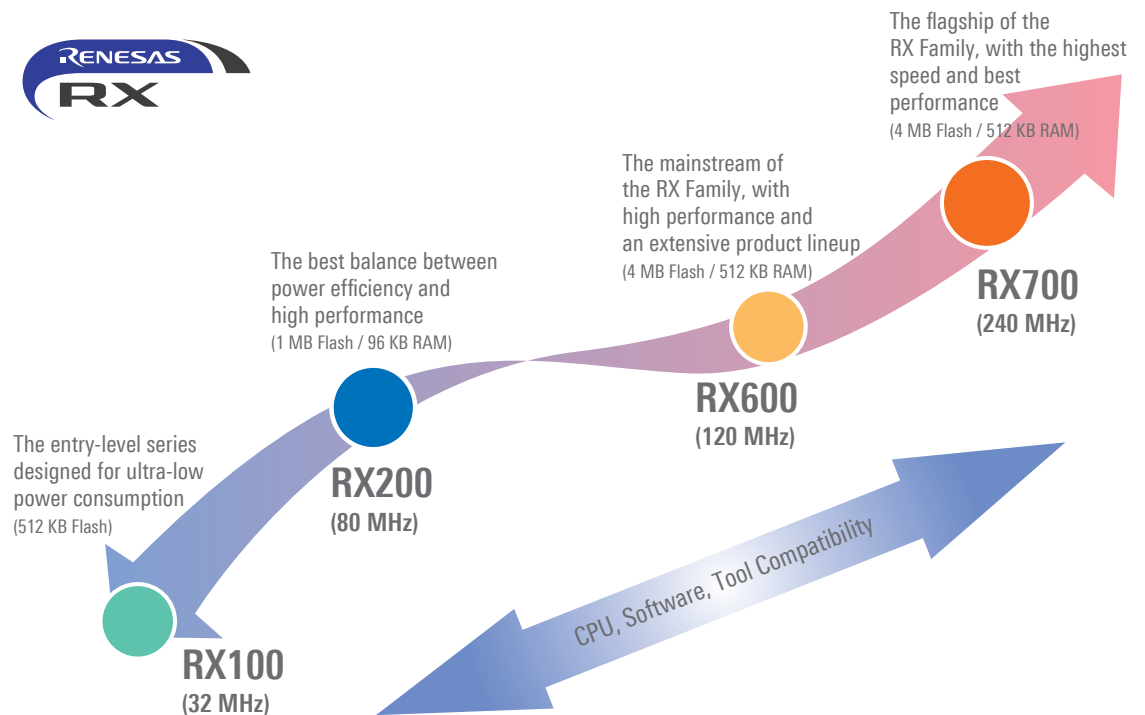 RENESAS
RX
The flagship of the
RX Family, with the highest
speed and best
performance
(4 MB Flash / 512 KB RAM)
RX700
(240 MHz)
The mainstream of
the RX Family, with
high performance and
an extensive product lineup
(4 MB Flash / 512 KB RAM)
RX600
(120 MHz)
The best balance between
power efficiency and
high performance
(1 MB Flash / 96 KB RAM)
RX200
(80 MHz)
The entry-level series
designed for ultra-low
power consumption
(512 KB Flash)
RX100
(32 MHz)
CPU, Software, Tool Compatibility